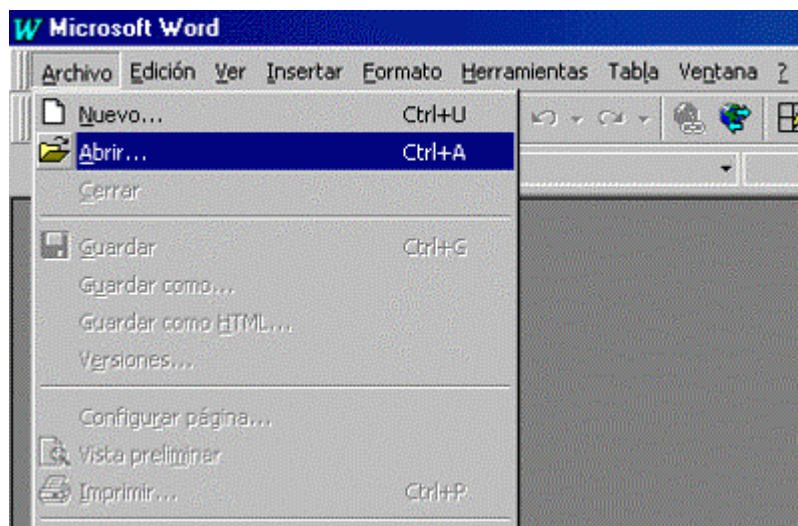 Microsoft Word
Archivo Edición Ver Insertar Formato Herramientas Tabla Ventana ?
Nuevo... Ctrl+U
Abrir... Ctrl+A
Cerrar
Guardar Ctrl+G
Guardar como...
Guardar como HTML...
Versiones...
Configurar página...
Vista preliminar
Imprimir... Ctrl+P